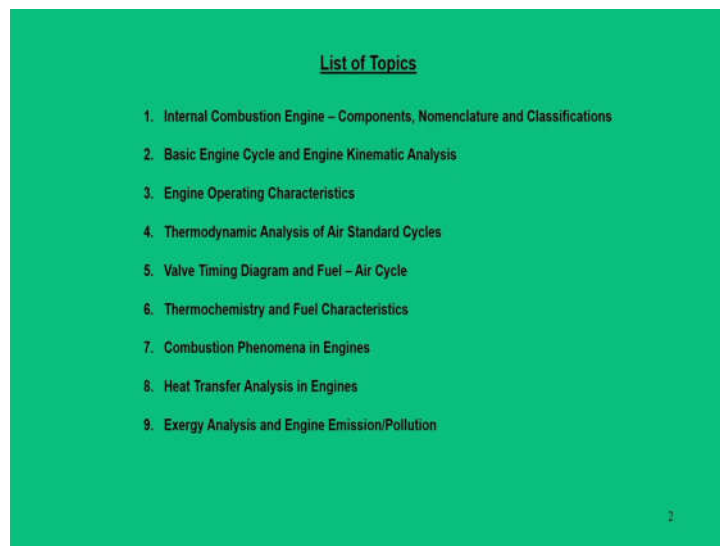 List of Topics
1. Internal Combustion Engine – Components, Nomenclature and Classifications
2. Basic Engine Cycle and Engine Kinematic Analysis
3. Engine Operating Characteristics
4. Thermodynamic Analysis of Air Standard Cycles
5. Valve Timing Diagram and Fuel – Air Cycle
6. Thermochemistry and Fuel Characteristics
7. Combustion Phenomena in Engines
8. Heat Transfer Analysis in Engines
9. Exergy Analysis and Engine Emission/Pollution
2